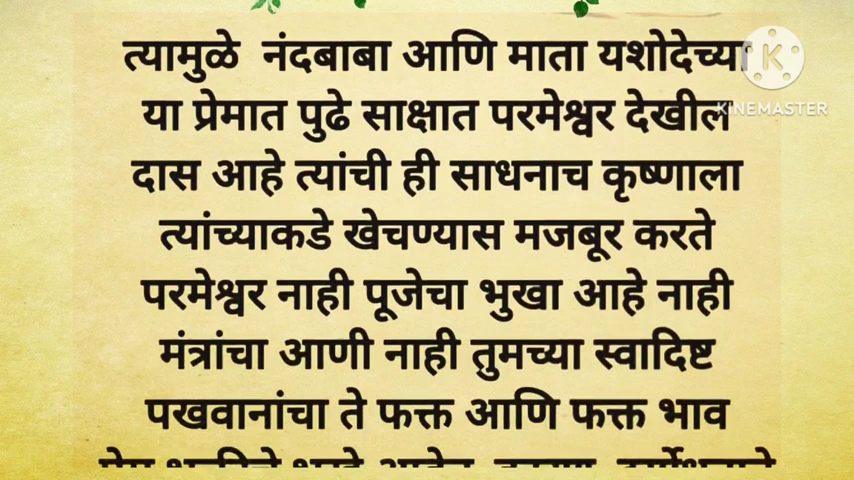 त्यामुळे नंदबाबा आणि माता यशोदेच्या
या प्रेमात पुढे साक्षात परमेश्वर देखील
दास आहे त्यांची ही साधनाच कृष्णाला
त्यांच्याकडे खेचण्यास मजबूर करते
परमेश्वर नाही पूजेचा भुखा आहे नाही
मंत्रांचा आणी नाही तुमच्या स्वादिष्ट
पखवानांचा ते फक्त आणि फक्त भाव
K
KINEMASTER